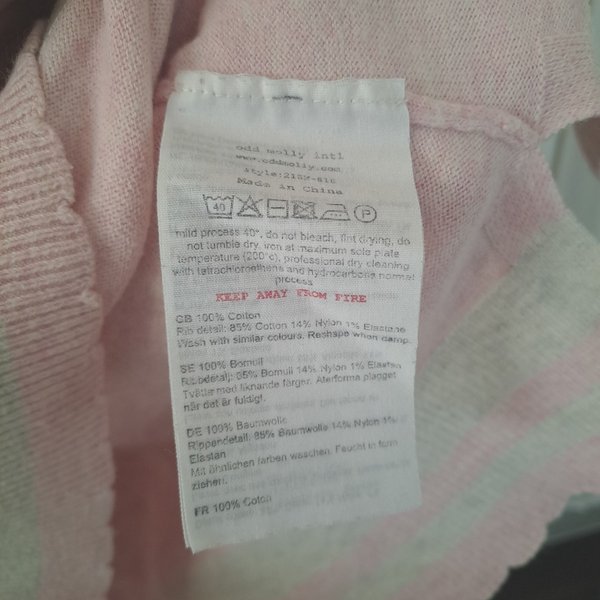 odd molly intl
www.oddmolly.com
Made in China
40 P
mild process 40°, do not bleach, flat drying, do
not tumble dry, iron at maximum sole plate
temperature (200°c), professional dry cleaning
with tetrachloroethene and hydrocarbons normal
process
KEEP AWAY FROM FIRE
GB 100% Cotton
Rib detail: 85% Cotton 14% Nylon 1% Elastane
Wash with similar colours. Reshape when damp.
SE 100% Bomull
Ribbdetalj: 85% Bomull 14% Nylon 1% Elastan
Tvättas med liknande färger. Återforma plagget
när det är fuktigt.
DE 100% Baumwolle
Rippendetail: 85% Baumwolle 14% Nylon 1%
Elastan
Mit ähnlichen farben waschen. Feucht in form
ziehen.
FR 100% Coton